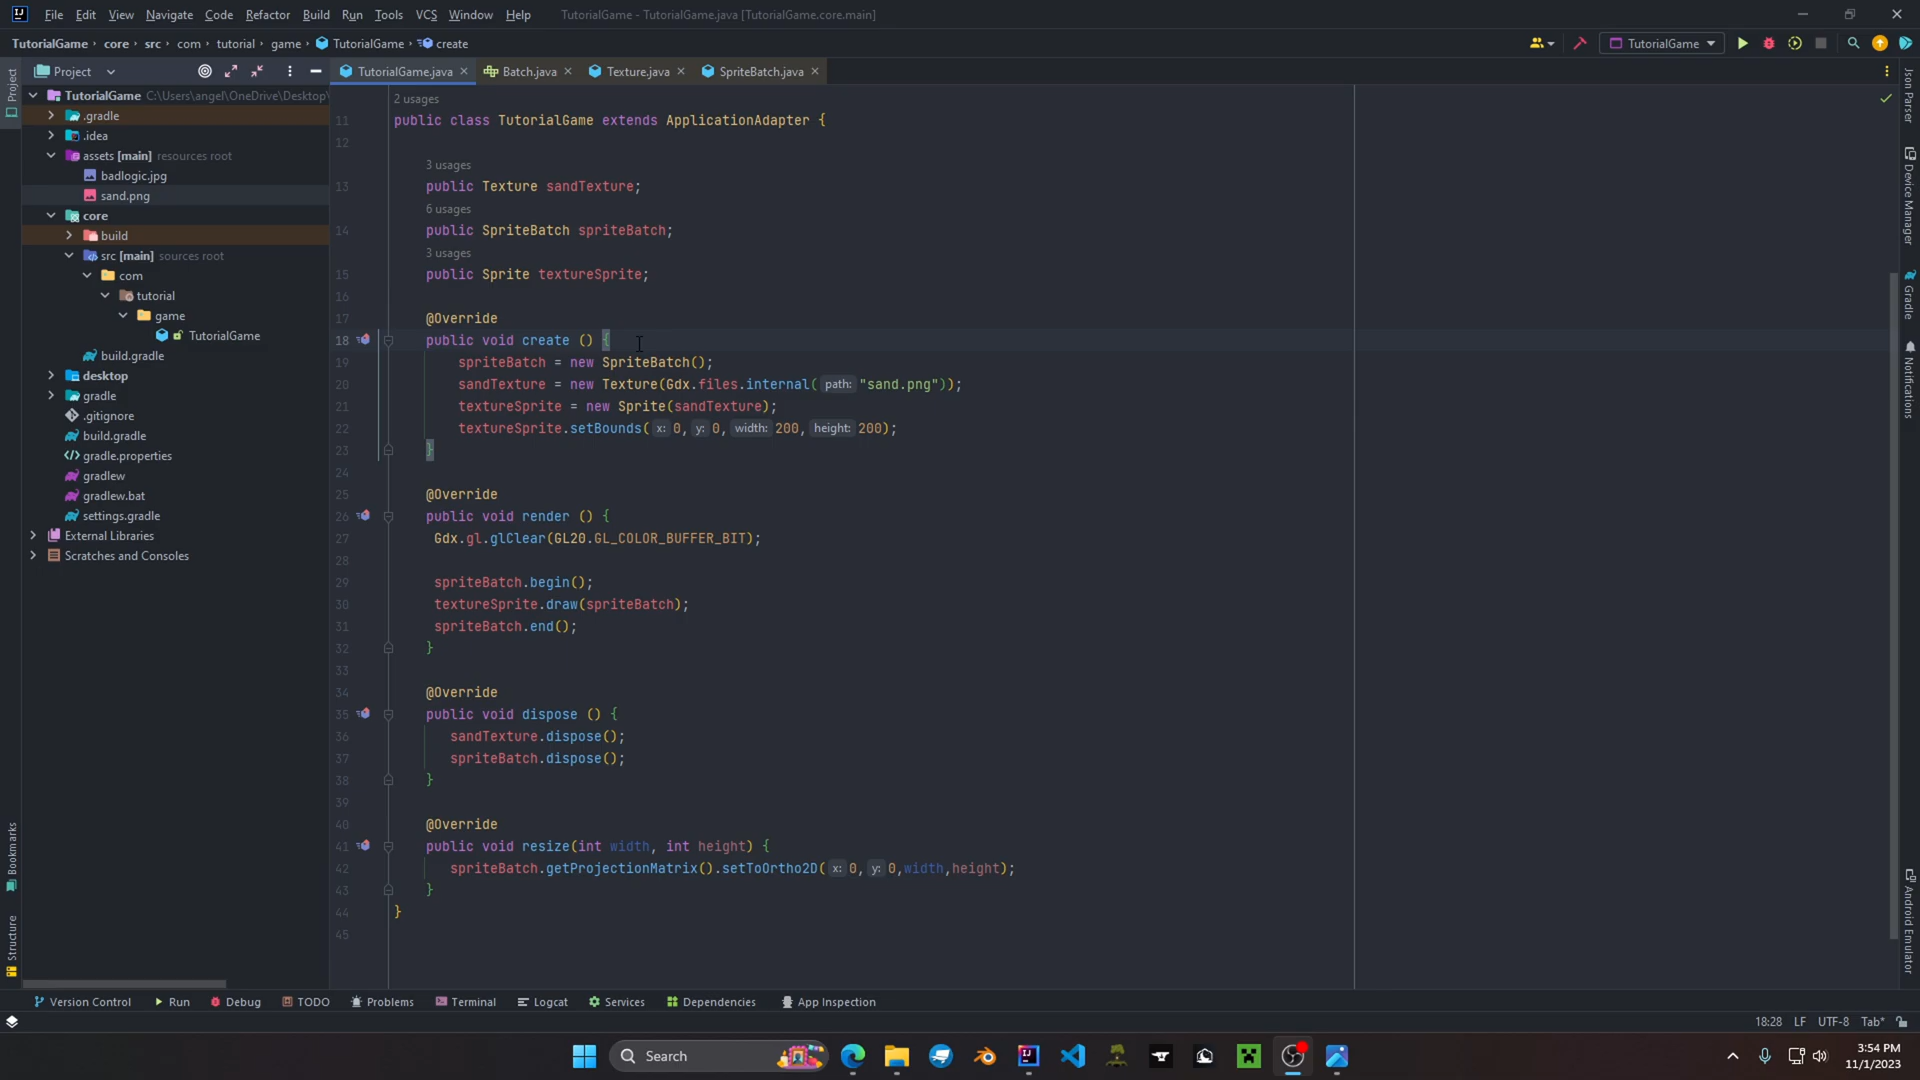 File Edit View Navigate Code Refactor Build Run Tools VCS Window Help TutorialGame - TutorialGame.java [TutorialGame.core.main]
TutorialGame › core › src › com › tutorial › game › TutorialGame › create TutorialGame
Project TutorialGame.java Batch.java Texture.java SpriteBatch.java
TutorialGame C:\Users\angel\OneDrive\Desktop\
.gradle
.idea
assets [main] resources root
badlogic.jpg
sand.png
core
build
src [main] sources root
com
tutorial
game
TutorialGame
build.gradle
desktop
gradle
.gitignore
build.gradle
gradle.properties
gradlew
gradlew.bat
settings.gradle
External Libraries
Scratches and Consoles
2 usages
11 public class TutorialGame extends ApplicationAdapter {
12
3 usages
13 public Texture sandTexture;
6 usages
14 public SpriteBatch spriteBatch;
3 usages
15 public Sprite textureSprite;
16
17 @Override
18 public void create () {
19 spriteBatch = new SpriteBatch();
20 sandTexture = new Texture(Gdx.files.internal( path: "sand.png"));
21 textureSprite = new Sprite(sandTexture);
22 textureSprite.setBounds( x: 0, y: 0, width: 200, height: 200);
23 }
24
25 @Override
26 public void render () {
27 Gdx.gl.glClear(GL20.GL_COLOR_BUFFER_BIT);
28
29 spriteBatch.begin();
30 textureSprite.draw(spriteBatch);
31 spriteBatch.end();
32 }
33
34 @Override
35 public void dispose () {
36 sandTexture.dispose();
37 spriteBatch.dispose();
38 }
39
40 @Override
41 public void resize(int width, int height) {
42 spriteBatch.getProjectionMatrix().setToOrtho2D( x: 0, y: 0,width,height);
43 }
44 }
45
Project
Bookmarks
Structure
Json Parser
Device Manager
Gradle
Notifications
Android Emulator
Version Control Run Debug TODO Problems Terminal Logcat Services Dependencies App Inspection
18:28 LF UTF-8 Tab*
Search
3:54 PM
11/1/2023